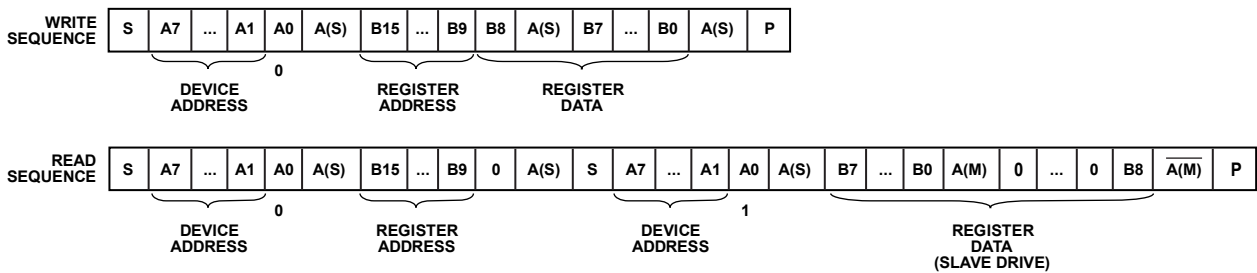 WRITE
SEQUENCE
S A7 ... A1 A0 A(S) B15 ... B9 B8 A(S) B7 ... B0 A(S) P
0
DEVICE
ADDRESS
REGISTER
ADDRESS
REGISTER
DATA
READ
SEQUENCE
S A7 ... A1 A0 A(S) B15 ... B9 0 A(S) S A7 ... A1 A0 A(S) B7 ... B0 A(M) 0 ... 0 B8 A(M) P
0 1
DEVICE
ADDRESS
REGISTER
ADDRESS
DEVICE
ADDRESS
REGISTER
DATA
(SLAVE DRIVE)